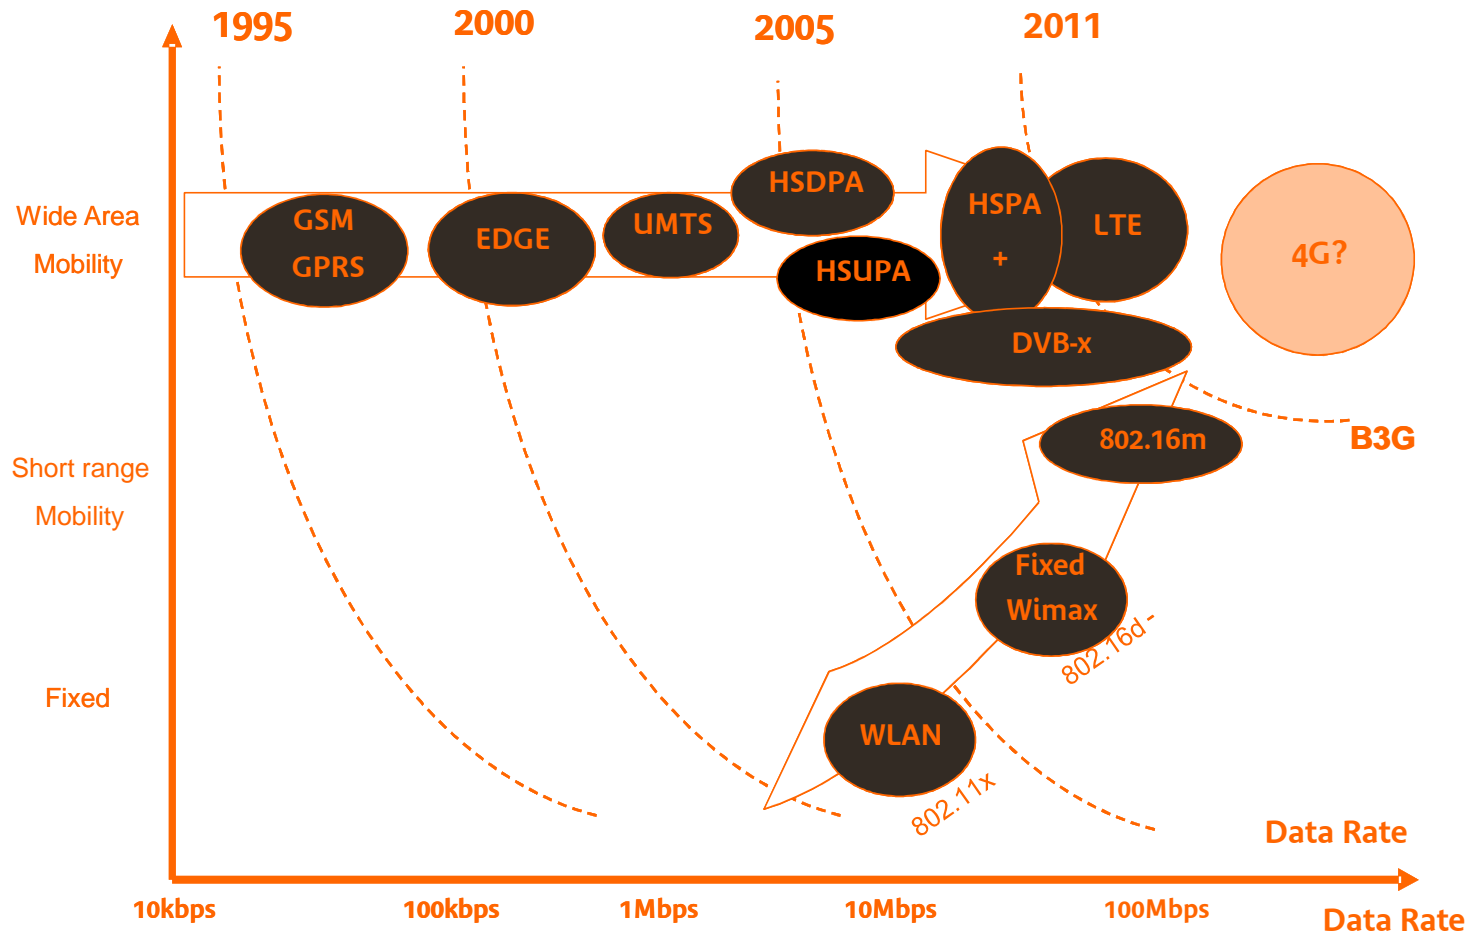 1995
2000
2005
2011
Wide Area
Mobility
GSM
GPRS
EDGE
UMTS
HSDPA
HSUPA
HSPA
+
LTE
4G?
DVB-x
B3G
802.16m
Short range
Mobility
Fixed
Wimax
802.16d -
Fixed
WLAN
802.11x
Data Rate
10kbps
100kbps
1Mbps
10Mbps
100Mbps
Data Rate